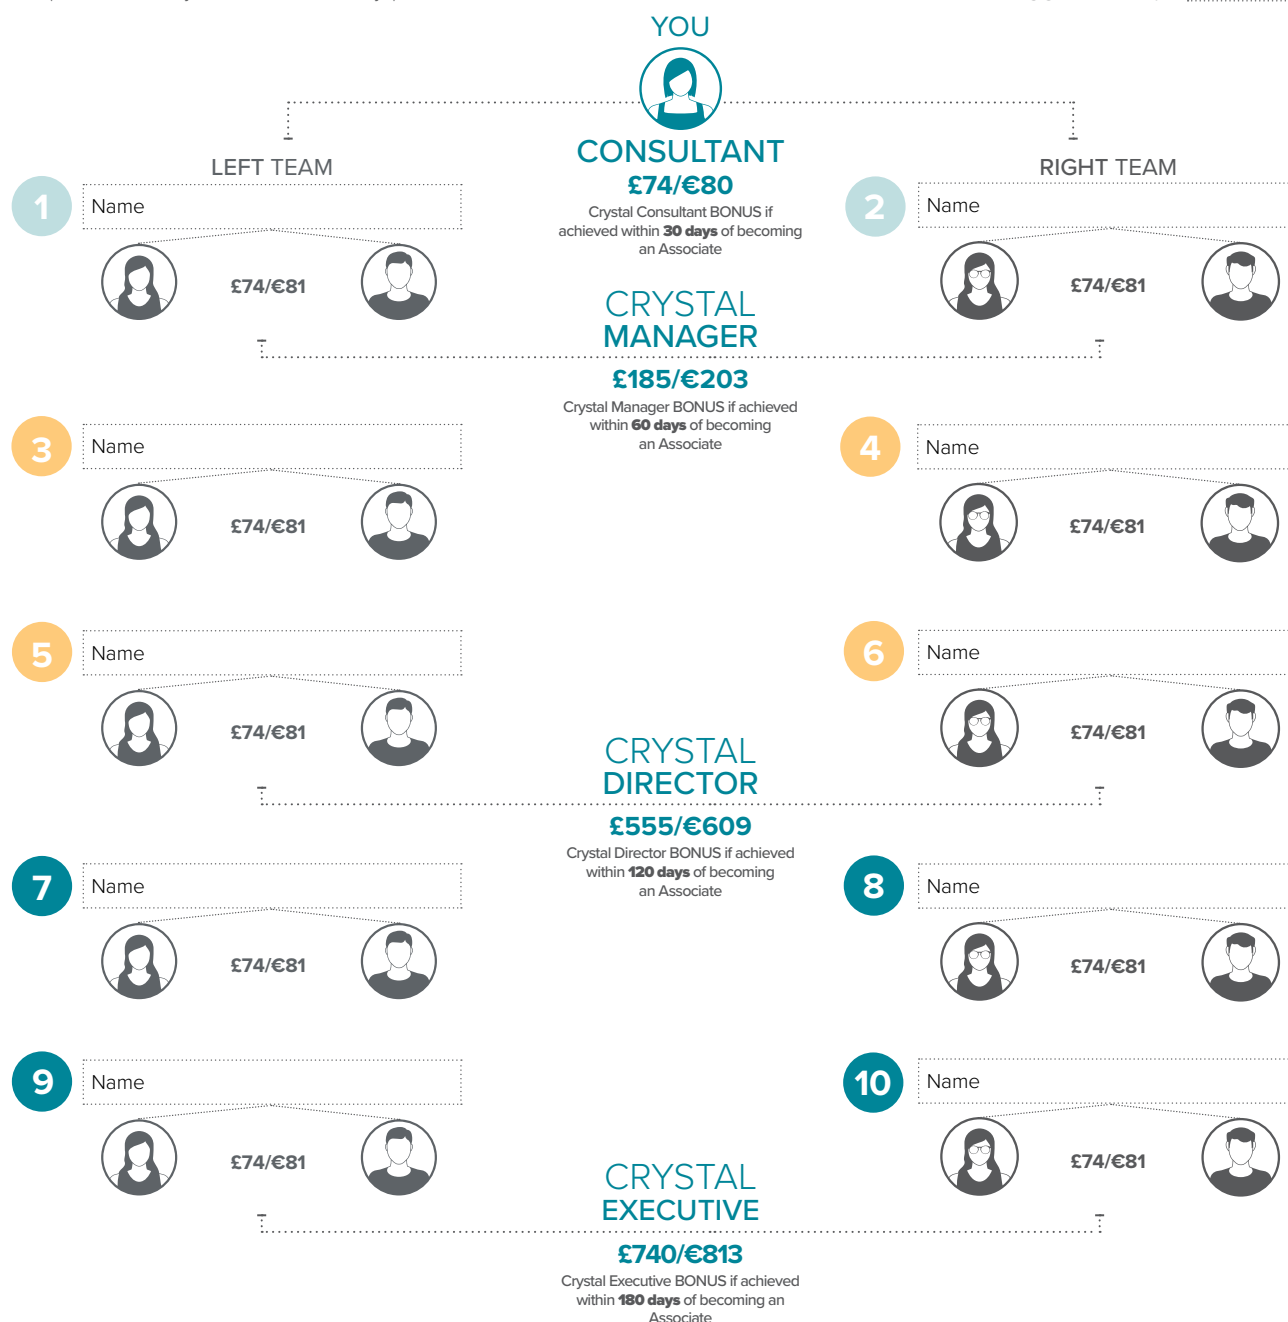 YOU
CONSULTANT
£74/€80
Crystal Consultant BONUS if
achieved within 30 days of becoming
an Associate
LEFT TEAM
RIGHT TEAM
1
Name
2
Name
£74/€81
£74/€81
CRYSTAL
MANAGER
£185/€203
Crystal Manager BONUS if achieved
within 60 days of becoming
an Associate
3
Name
4
Name
£74/€81
£74/€81
5
Name
6
Name
£74/€81
£74/€81
CRYSTAL
DIRECTOR
£555/€609
Crystal Director BONUS if achieved
within 120 days of becoming
an Associate
7
Name
8
Name
£74/€81
£74/€81
9
Name
10
Name
£74/€81
£74/€81
CRYSTAL
EXECUTIVE
£740/€813
Crystal Executive BONUS if achieved
within 180 days of becoming an
Associate